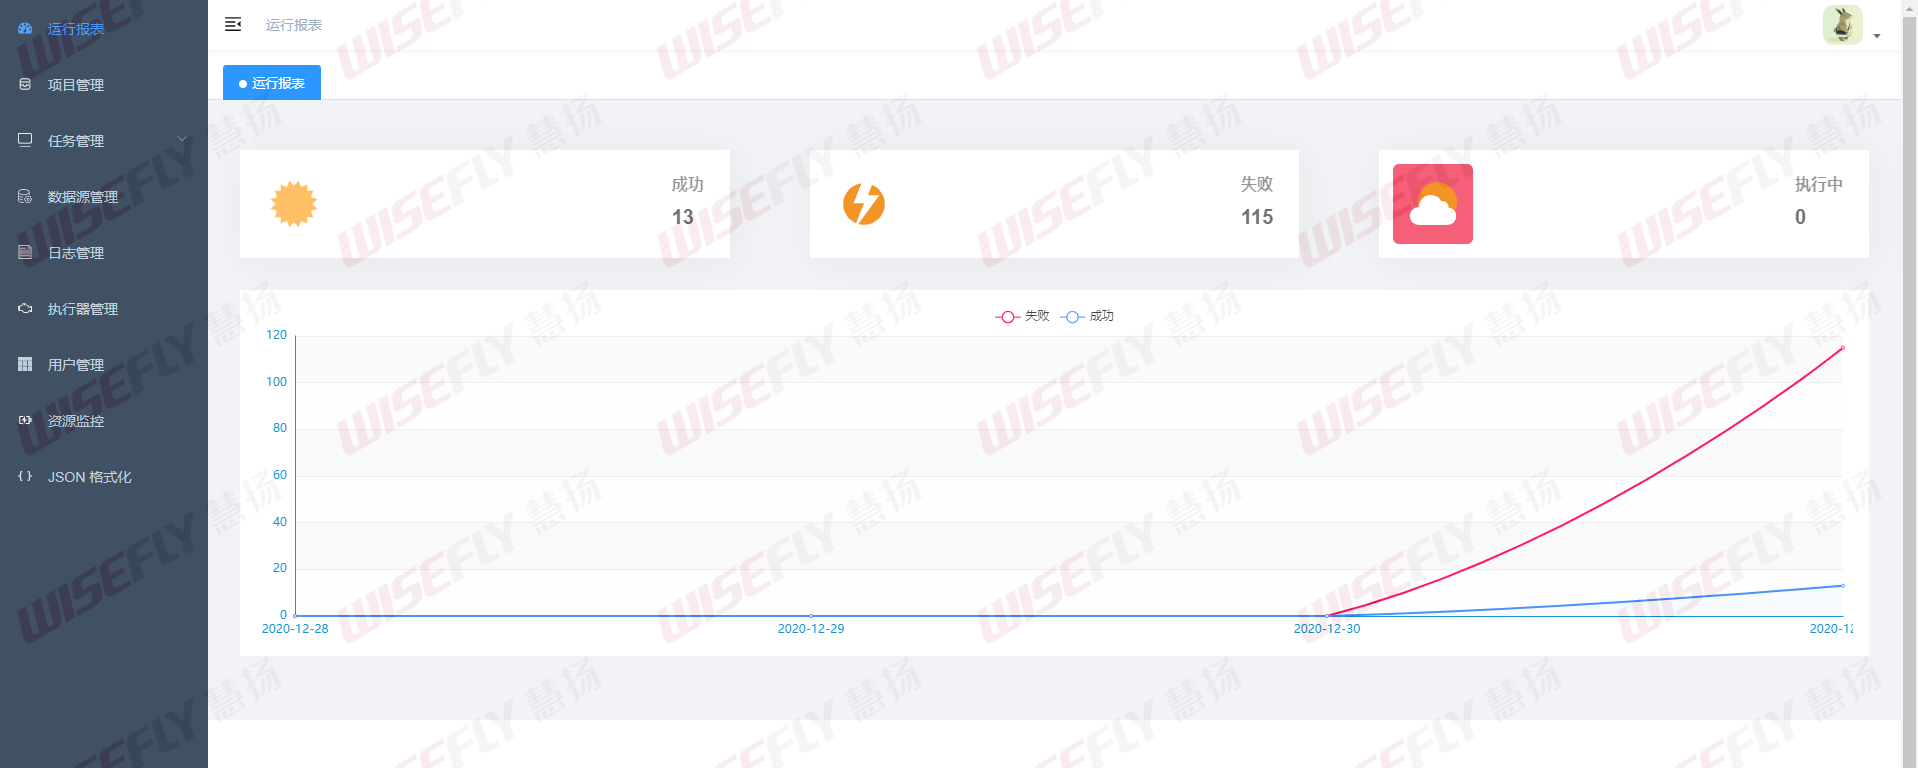 运行报表
项目管理
任务管理
数据源管理
日志管理
执行器管理
用户管理
资源监控
JSON 格式化
运行报表
运行报表
成功
13
失败
115
执行中
0
失败 成功
120
100
80
60
40
20
0
2020-12-28 2020-12-29 2020-12-30 2020-12
WISEFLY 慧扬